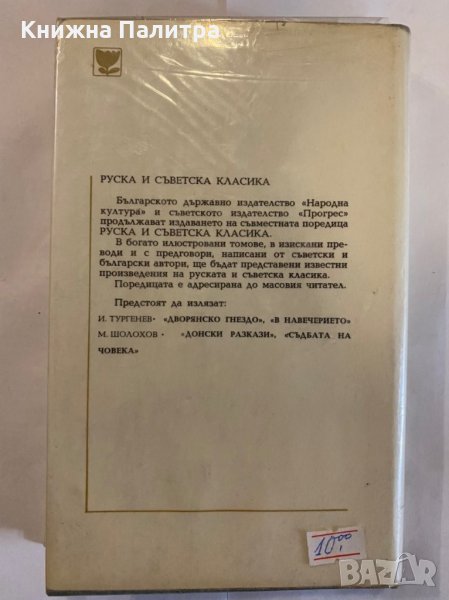 Книжна Палитра
РУСКА И СЪВЕТСКА КЛАСИКА
Българското държавно издателство «Народна
култура» и съветското издателство «Прогрес»
продължават издаването на съвместната поредица
РУСКА И СЪВЕТСКА КЛАСИКА.
В богато илюстровани томове, в изискани пре-
води и с предговори, написани от съветски и
български автори, ще бъдат представени известни
произведения на руската и съветска класика.
Поредицата е адресирана до масовия читател.
Предстоят да излязат:
И. ТУРГЕНЕВ - «ДВОРЯНСКО ГНЕЗДО», «В НАВЕЧЕРИЕТО»
М. ШОЛОХОВ - «ДОНСКИ РАЗКАЗИ», «СЪДБАТА НА
ЧОВЕКА»
10,00
BAZAR